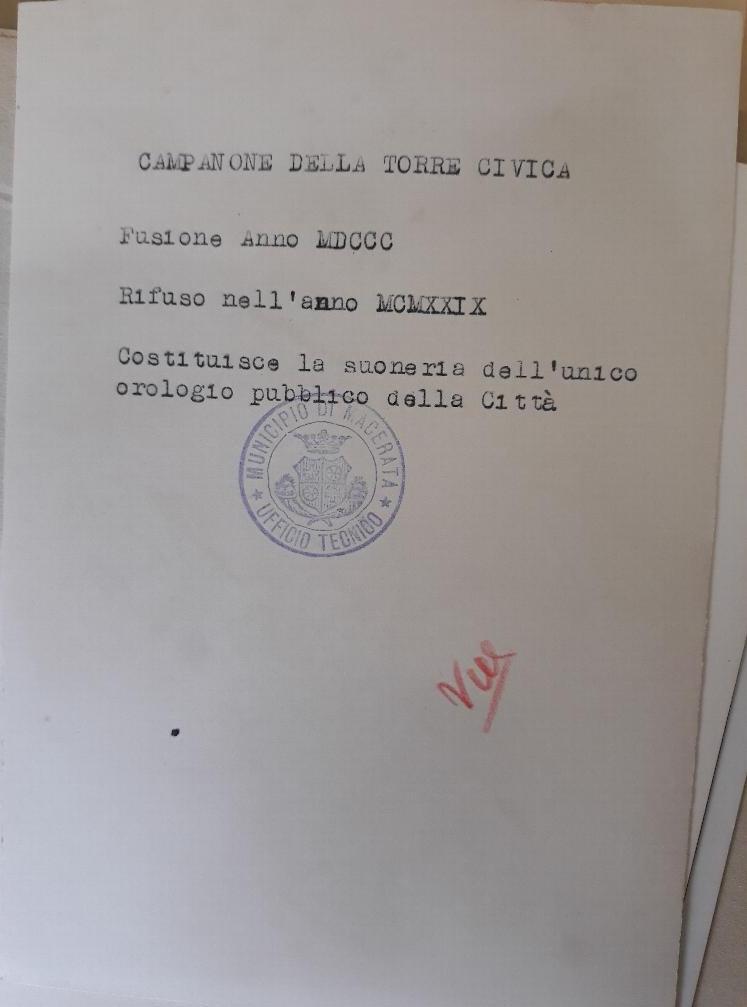 CAMPANONE DELLA TORRE CIVICA
Fusione Anno MDCCC
Rifuso nell'anno MCMXXIX
Costituisce la suoneria dell'unico
orologio pubblico della Città
MUNICIPIO DI MACERATA
★ UFFICIO TECNICO ★